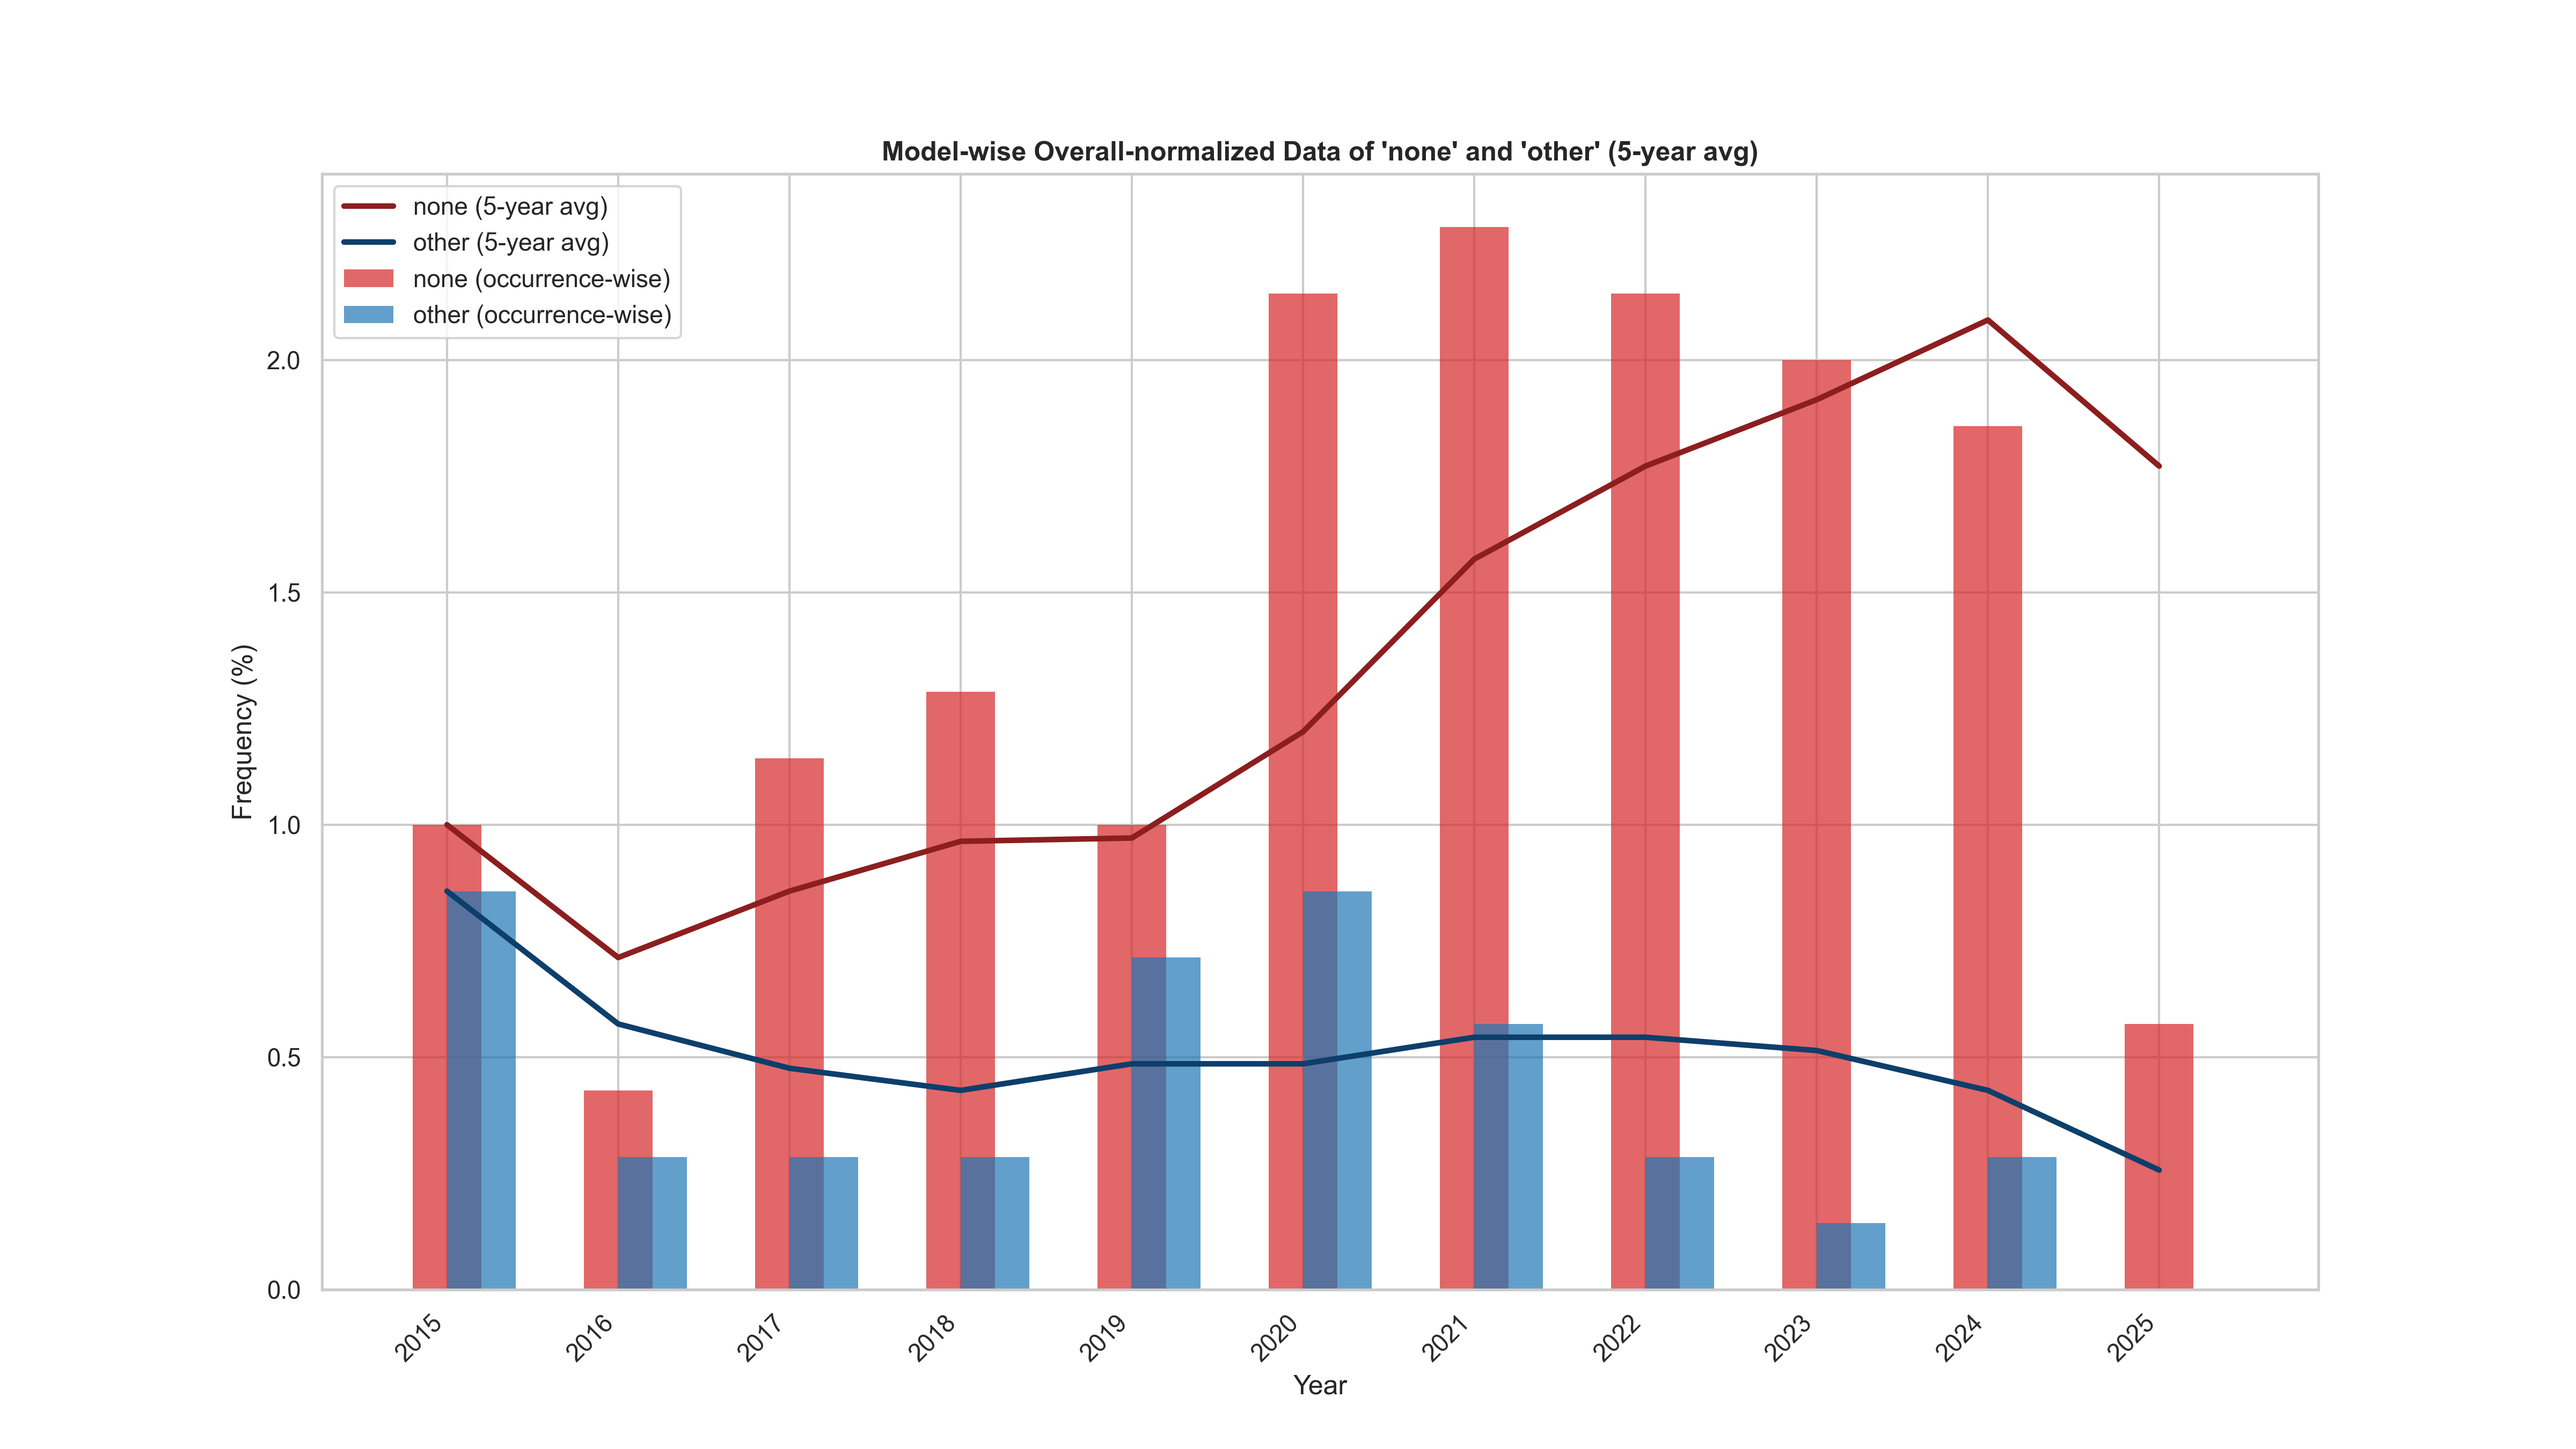 Model-wise Overall-normalized Data of 'none' and 'other' (5-year avg)
none (5-year avg)
other (5-year avg)
none (occurrence-wise)
other (occurrence-wise)
Frequency (%)
2.0
1.5
1.0
0.5
0.0
2015
2016
2017
2018
2019
2020
2021
2022
2023
2024
2025
Year